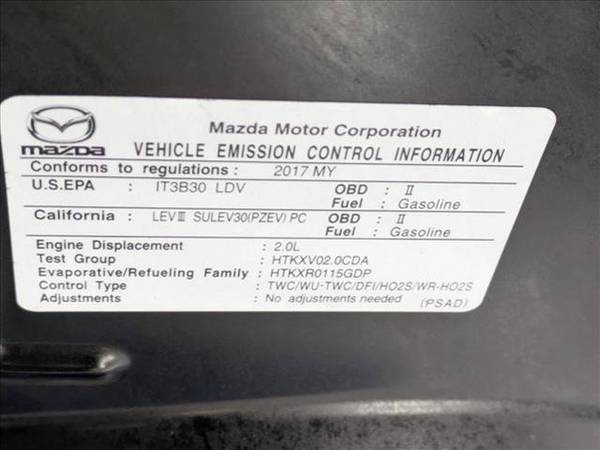 Mazda Motor Corporation
mazda VEHICLE EMISSION CONTROL INFORMATION
Conforms to regulations : 2017 MY
U.S.EPA : IT3B30 LDV OBD : II
Fuel : Gasoline
California : LEVⅢ SULEV30(PZEV) PC OBD : II
Fuel : Gasoline
Engine Displacement : 2.0L
Test Group : HTKXV02.0CDA
Evaporative/Refueling Family : HTKXR0115GDP
Control Type : TWC/WU-TWC/DFI/HO2S/WR-HO2S
Adjustments : No adjustments needed (PSAD)